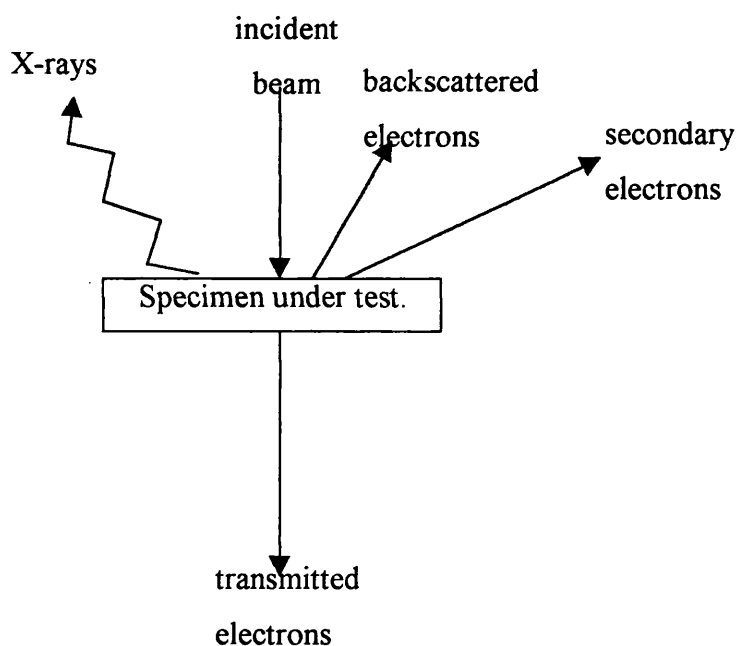 incident
beam
X-rays
backscattered
electrons
secondary
electrons
Specimen under test.
transmitted
electrons